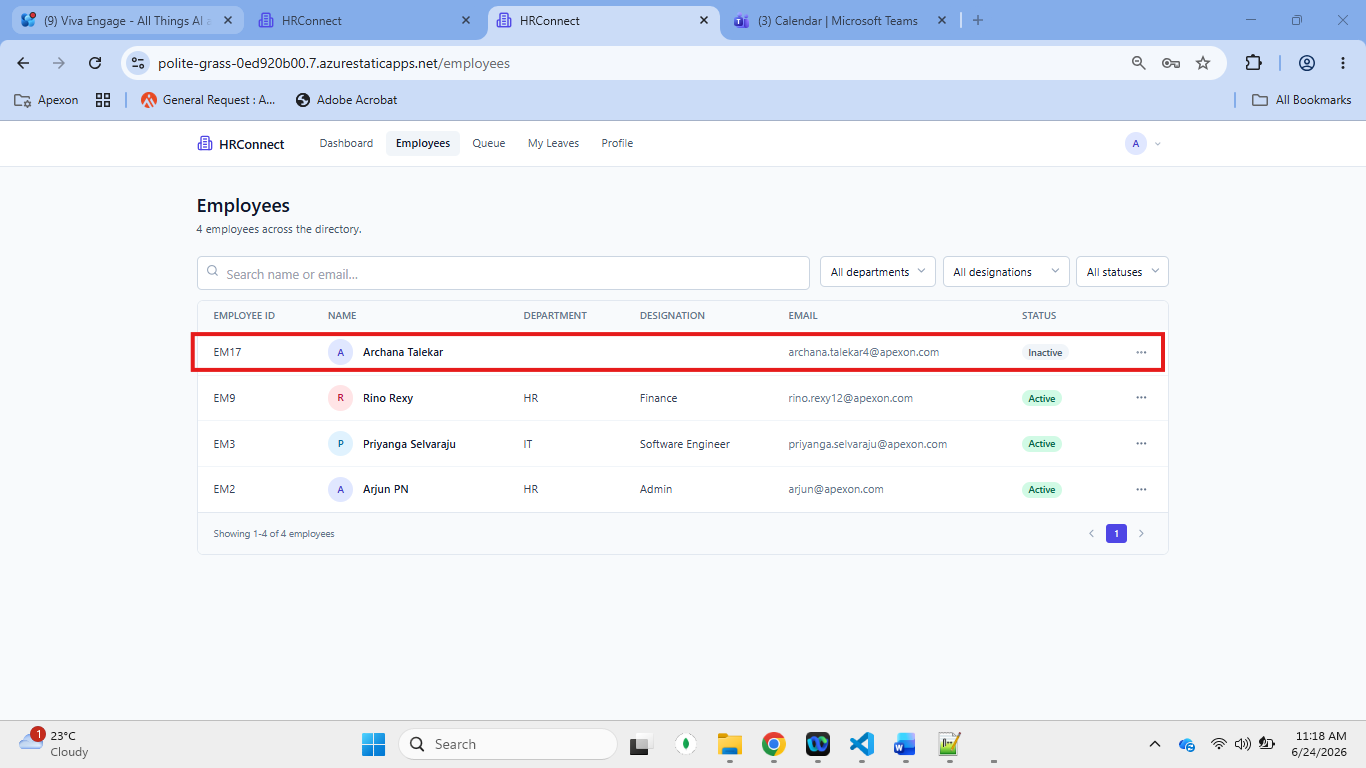 (9) Viva Engage - All Things AI a
HRConnect
HRConnect
(3) Calendar | Microsoft Teams
polite-grass-0ed920b00.7.azurestaticapps.net/employees
Apexon
General Request : A...
Adobe Acrobat
All Bookmarks
HRConnect
Dashboard
Employees
Queue
My Leaves
Profile
A
Employees
4 employees across the directory.
Search name or email...
All departments
All designations
All statuses
EMPLOYEE ID NAME DEPARTMENT DESIGNATION EMAIL STATUS
EM17 A Archana Talekar archana.talekar4@apexon.com Inactive ...
EM9 R Rino Rexy HR Finance rino.rexy12@apexon.com Active ...
EM3 P Priyanga Selvaraju IT Software Engineer priyanga.selvaraju@apexon.com Active ...
EM2 A Arjun PN HR Admin arjun@apexon.com Active ...
Showing 1-4 of 4 employees
1
1
23°C
Cloudy
Search
11:18 AM
6/24/2026